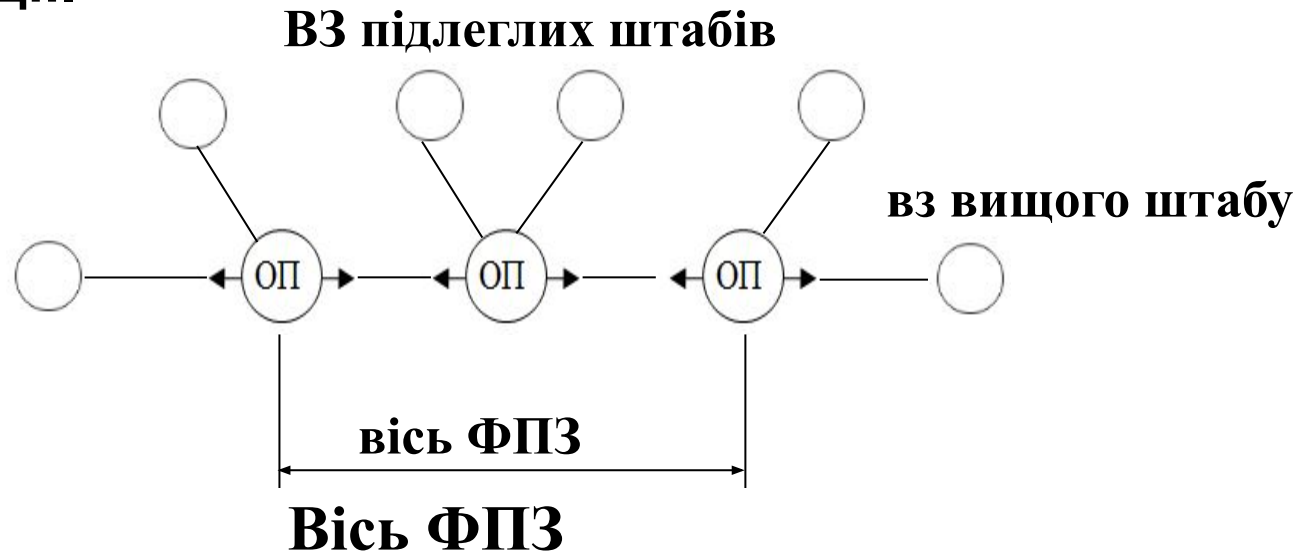 ВЗ підлеглих штабів
вз вищого штабу
ОП ОП ОП
вісь ФПЗ
Вісь ФПЗ